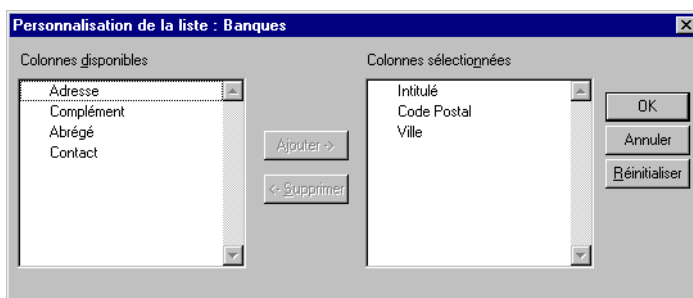 Personnalisation de la liste : Banques
Colonnes disponibles
Colonnes sélectionnées
Adresse
Complément
Abrégé
Contact
Ajouter ->
<- Supprimer
Intitulé
Code Postal
Ville
OK
Annuler
Réinitialiser